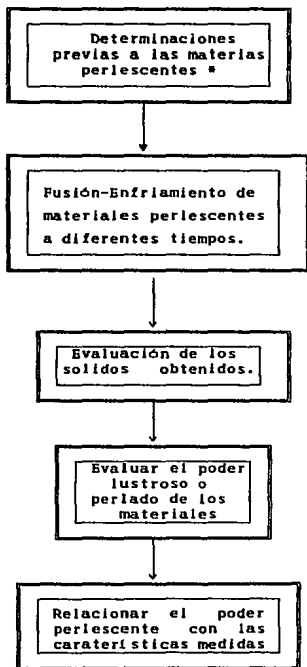 Determinaciones
previas a las materias
perlescentes *
Fusión-Enfriamiento de
materiales perlescentes
a diferentes tiempos.
Evaluación de los
solidos obtenidos.
Evaluar el poder
lustroso o
perlado de los
materiales
Relacionar el poder
perlescente con las
caraterísticas medidas